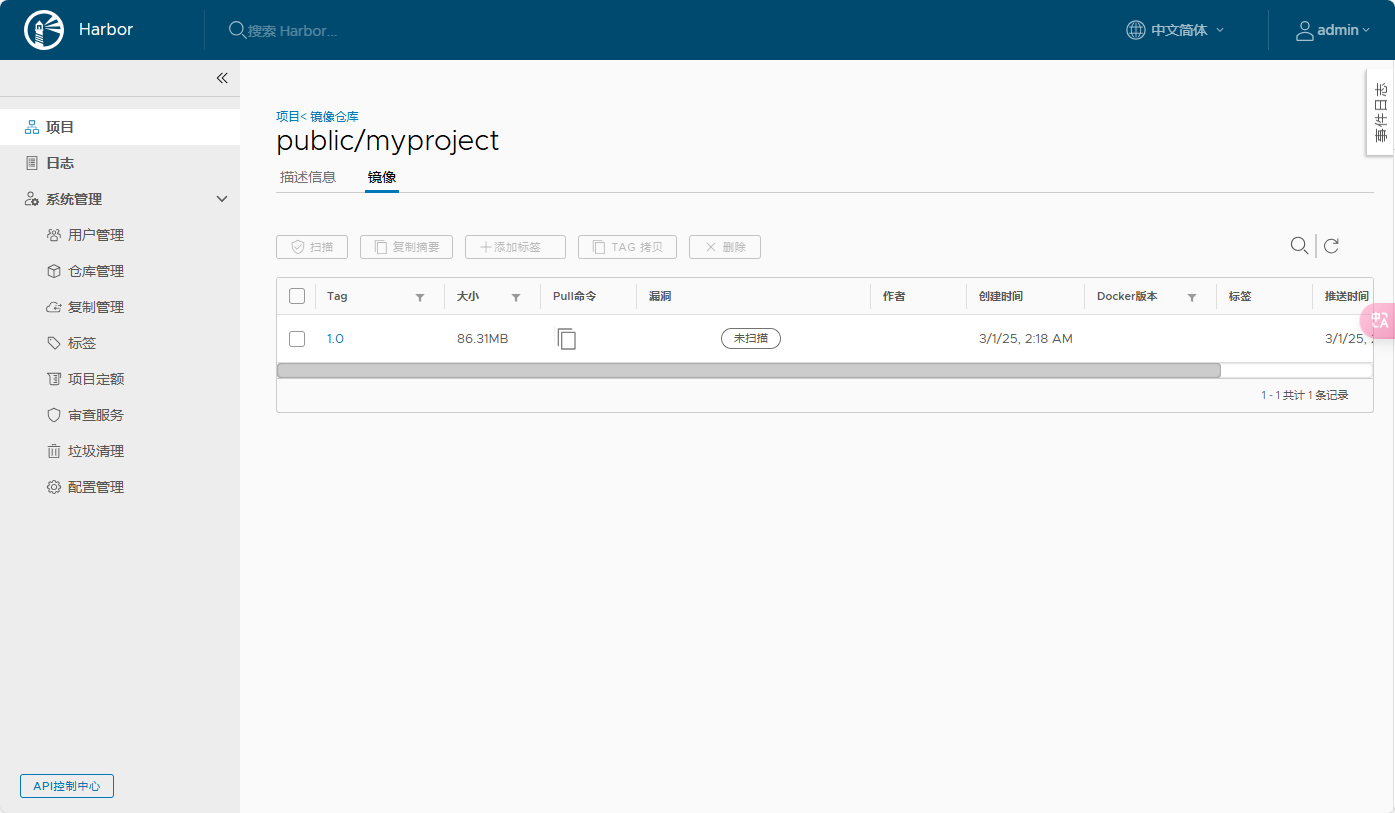 Harbor
搜索 Harbor...
中文简体
admin
事件日志
项目
日志
系统管理
用户管理
仓库管理
复制管理
标签
项目定额
审查服务
垃圾清理
配置管理
API控制中心
项目< 镜像仓库
public/myproject
描述信息 镜像
扫描 复制摘要 添加标签 TAG 拷贝 删除
Tag 大小 Pull命令 漏洞 作者 创建时间 Docker版本 标签 推送时间
1.0 86.31MB 未扫描 3/1/25, 2:18 AM 3/1/25,
1 - 1 共计 1 条记录
中A